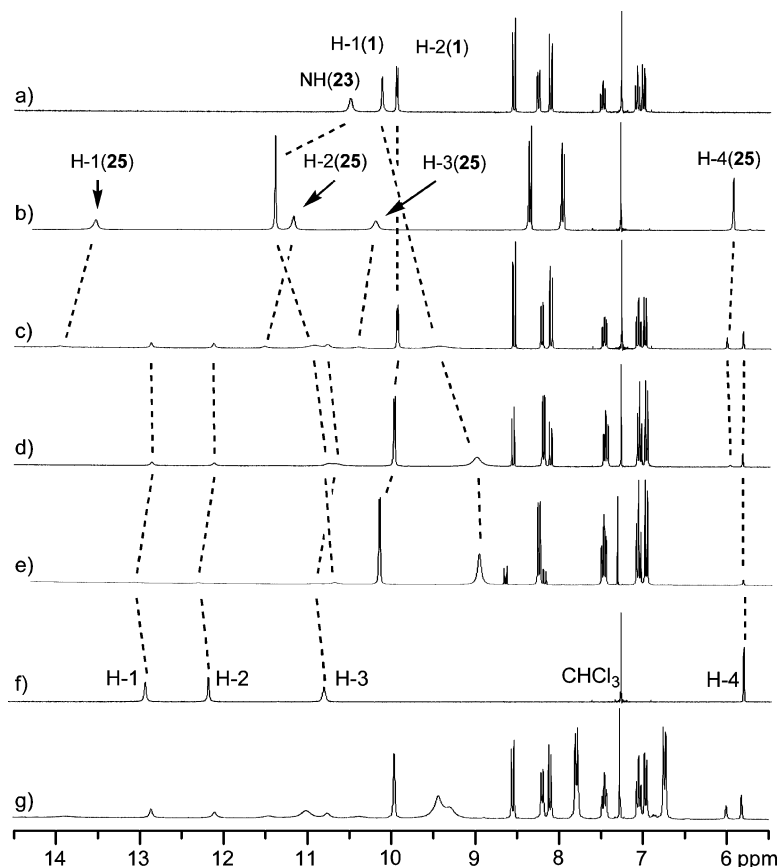 H-1(1) H-2(1)
NH(23)
a)
H-1(25) H-2(25) H-3(25) H-4(25)
b)
c)
d)
e)
f) H-1 H-2 H-3 CHCl3 H-4
g)
14 13 12 11 10 9 8 7 6 ppm